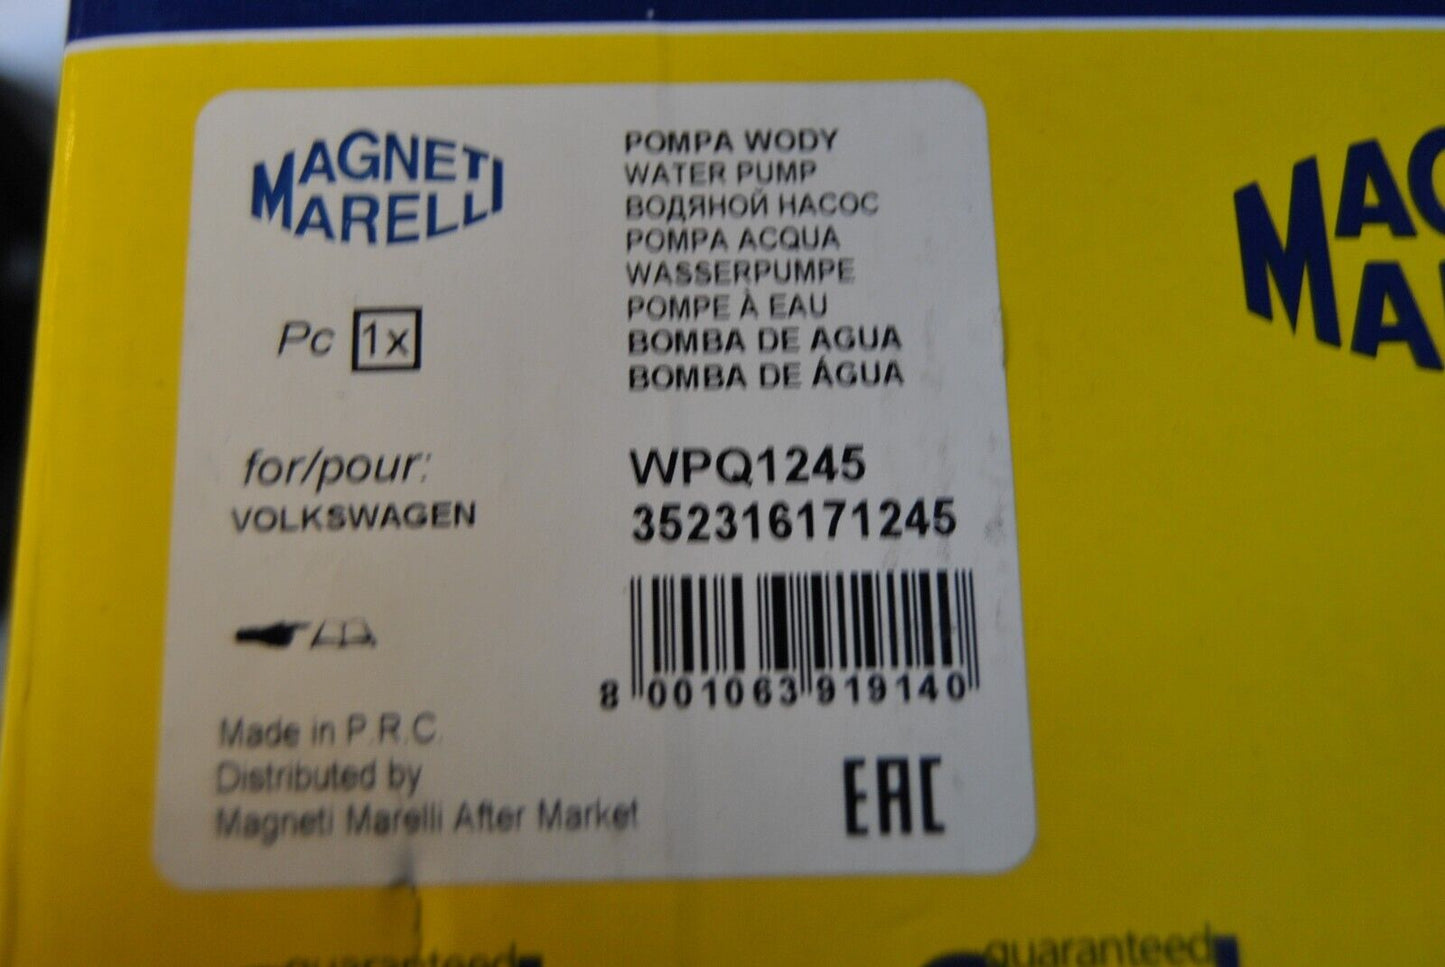 MAGNETI
MARELLI
POMPA WODY
WATER PUMP
ВОДЯНОЙ НАСОС
POMPA ACQUA
WASSERPUMPE
POMPE À EAU
BOMBA DE AGUA
BOMBA DE ÁGUA
Pc 1x
for/pour:
VOLKSWAGEN
WPQ1245
352316171245
8 001063 919140
Made in P.R.C.
Distributed by
Magneti Marelli After Market
EAC
guaranteed
guaranteed